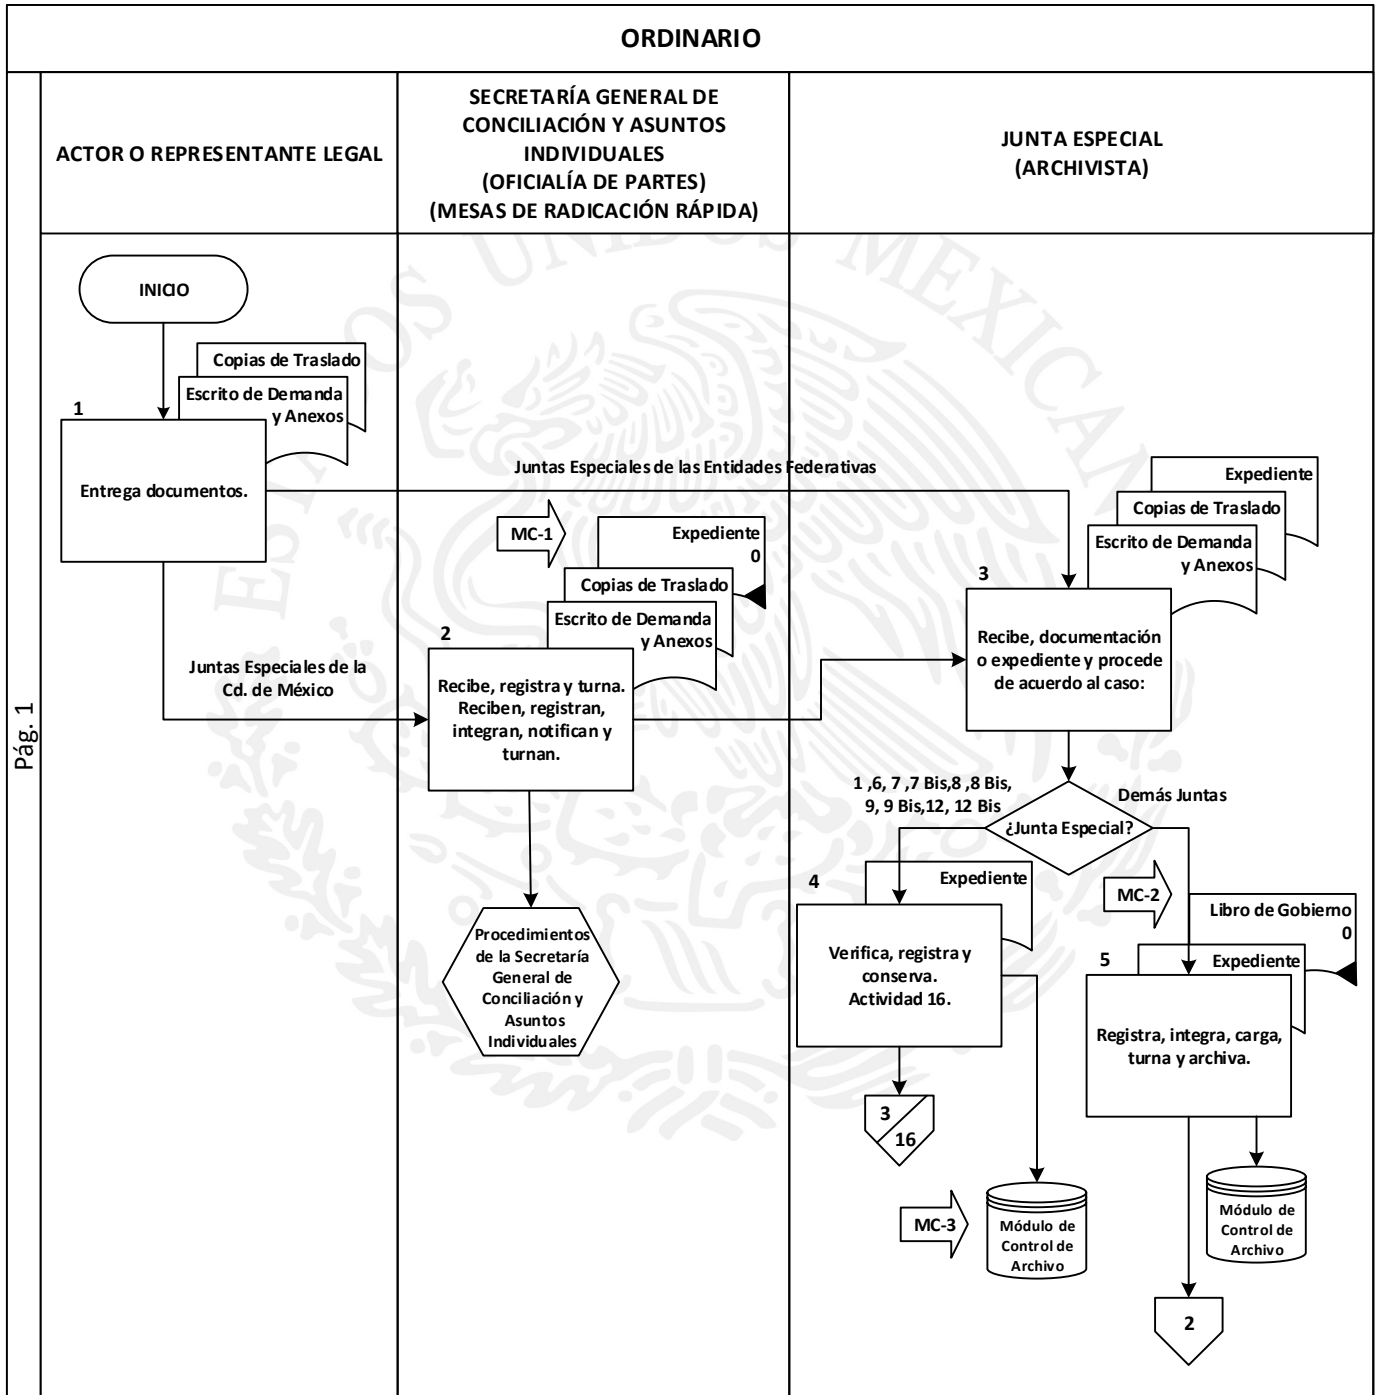 ORDINARIO
ACTOR O REPRESENTANTE LEGAL
SECRETARÍA GENERAL DE
CONCILIACIÓN Y ASUNTOS
INDIVIDUALES
(OFICIALÍA DE PARTES)
(MESAS DE RADICACIÓN RÁPIDA)
JUNTA ESPECIAL
(ARCHIVISTA)
Pág. 1
INICIO
Copias de Traslado
Escrito de Demanda
y Anexos
1
Entrega documentos.
Juntas Especiales de las Entidades Federativas
Juntas Especiales de la
Cd. de México
MC-1
Expediente
0
Copias de Traslado
Escrito de Demanda
y Anexos
2
Recibe, registra y turna.
Reciben, registran,
integran, notifican y
turnan.
Procedimientos
de la Secretaría
General de
Conciliación y
Asuntos
Individuales
Expediente
Copias de Traslado
Escrito de Demanda
y Anexos
3
Recibe, documentación
o expediente y procede
de acuerdo al caso:
1 ,6, 7 ,7 Bis,8 ,8 Bis,
9, 9 Bis,12, 12 Bis
Demás Juntas
¿Junta Especial?
4
Expediente
Verifica, registra y
conserva.
Actividad 16.
3
16
MC-3
Módulo de
Control de
Archivo
MC-2
Libro de Gobierno
0
5
Expediente
Registra, integra, carga,
turna y archiva.
Módulo de
Control de
Archivo
2
ESTADOS UNIDOS MEXICANOS